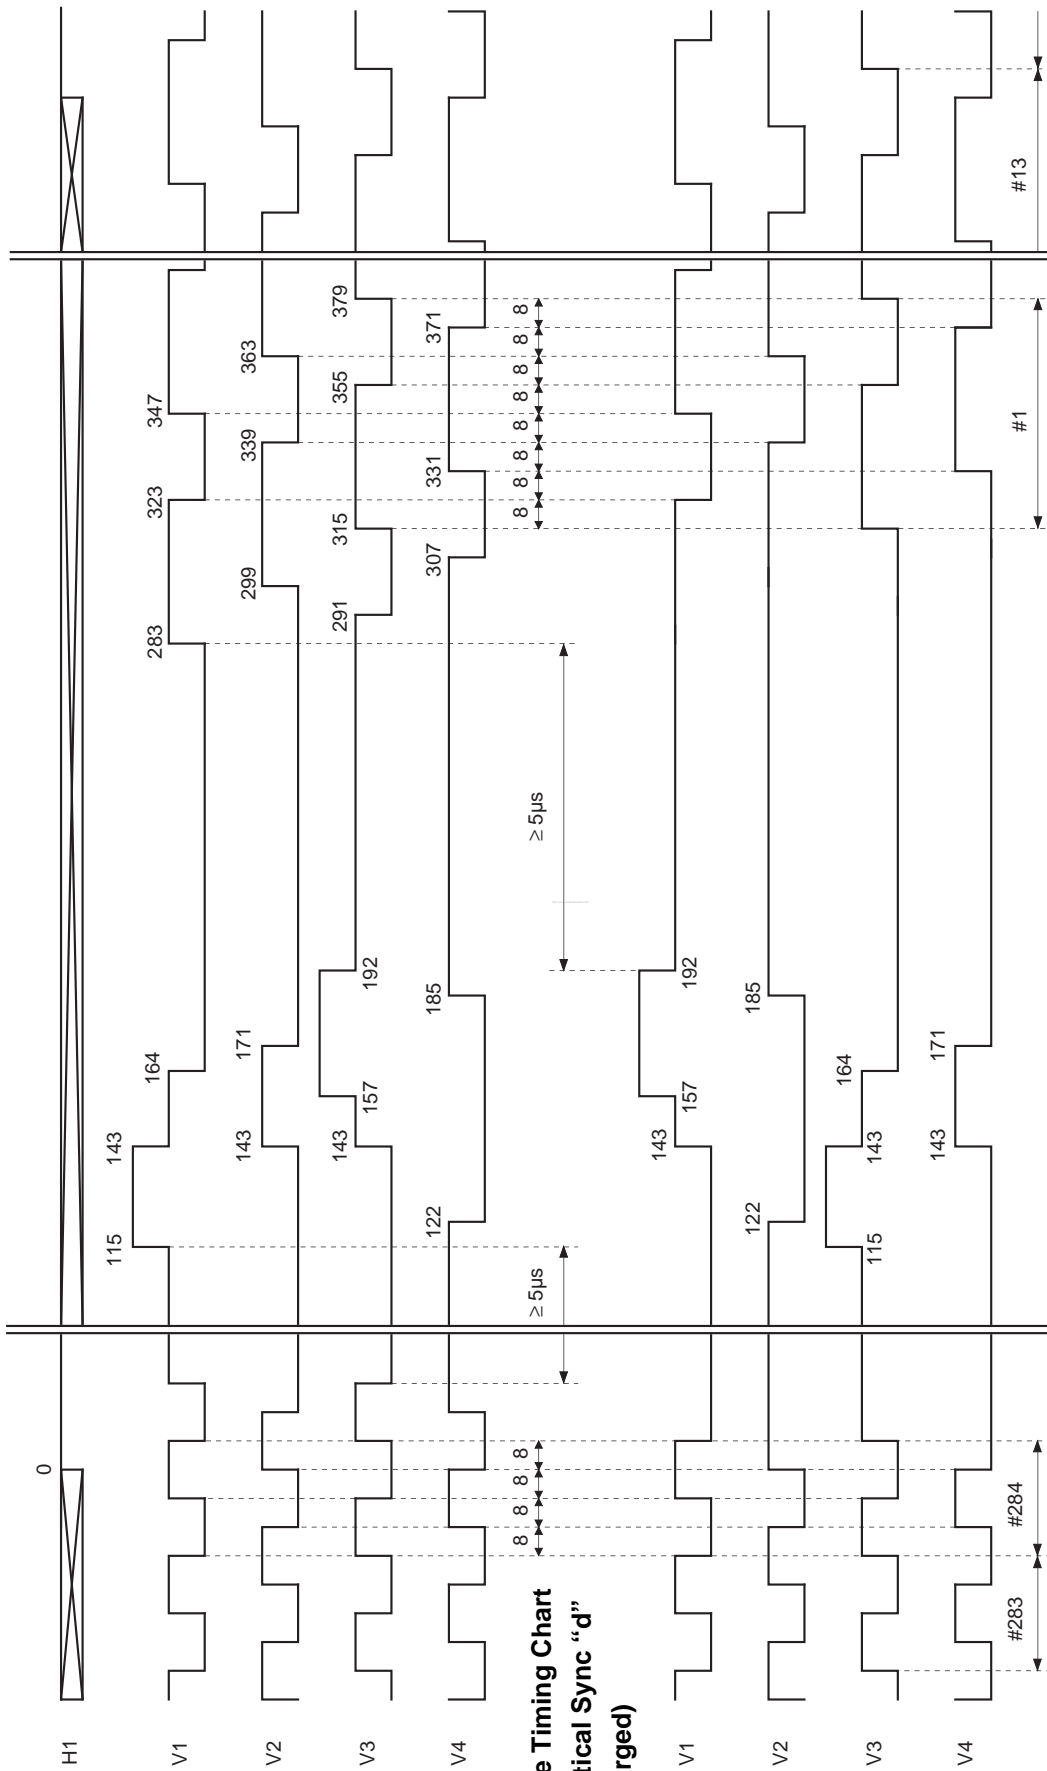 0
H1
115 143
164 283 323 347
V1
143 171 299 339 363
V2
143 291 315 355 379
V3
157 192
122 185 307 331 371
V4
8 8 8 8 8 8 8 8 8 8 8 8
≥ 5µs ≥ 5µs
e Timing Chart
tical Sync “d”
rged)
143
V1
157 192
122 185
V2
164
V3
115 143
143 171
V4
#283 #284 #1 #13